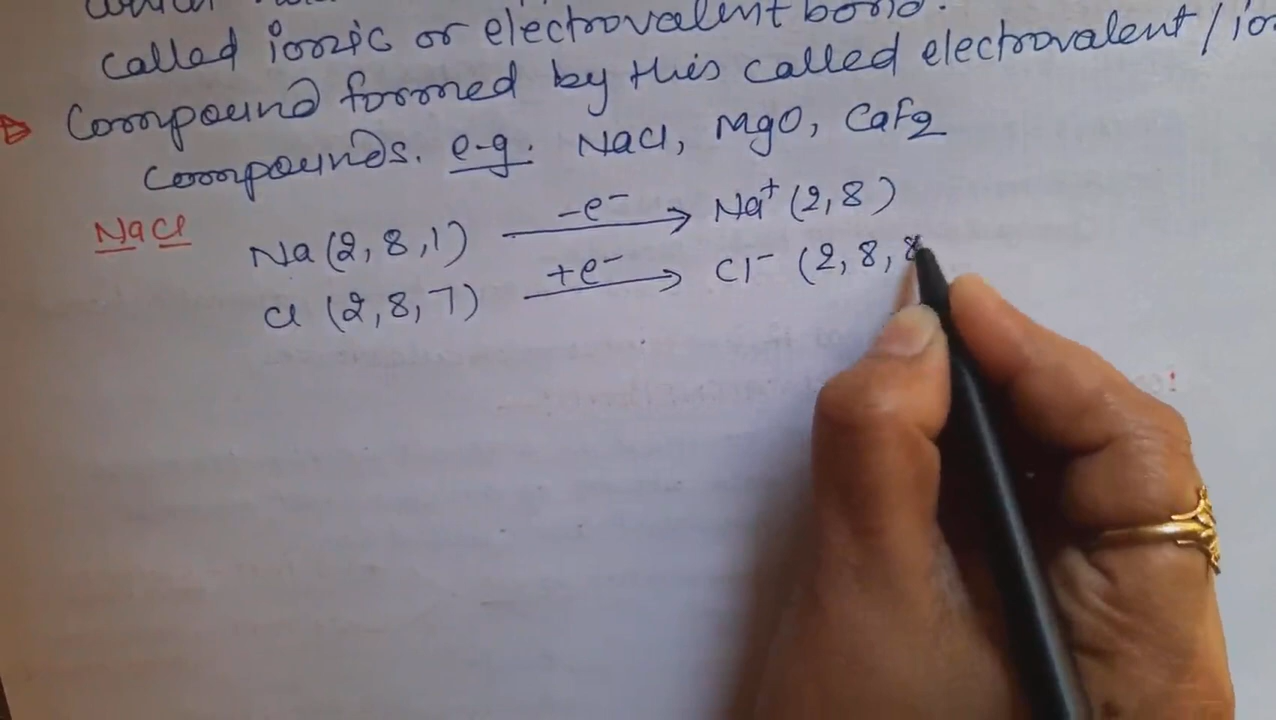 called ionic or electrovalent bond.
Compound formed by this called electrovalent/
compounds. e.g. NaCl, MgO, CaF2
NaCl
Na (2,8,1) -e⁻ → Na⁺ (2,8)
Cl (2,8,7) +e⁻ → Cl⁻ (2,8,8